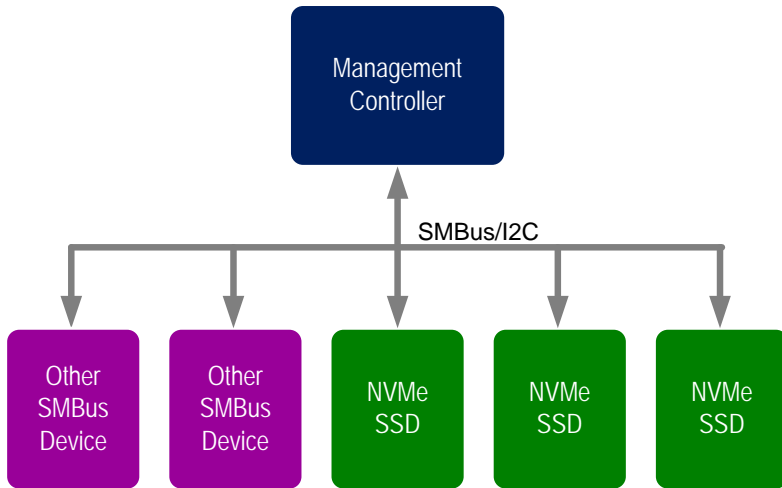 Management
Controller
SMBus/I2C
Other
SMBus
Device
Other
SMBus
Device
NVMe
SSD
NVMe
SSD
NVMe
SSD